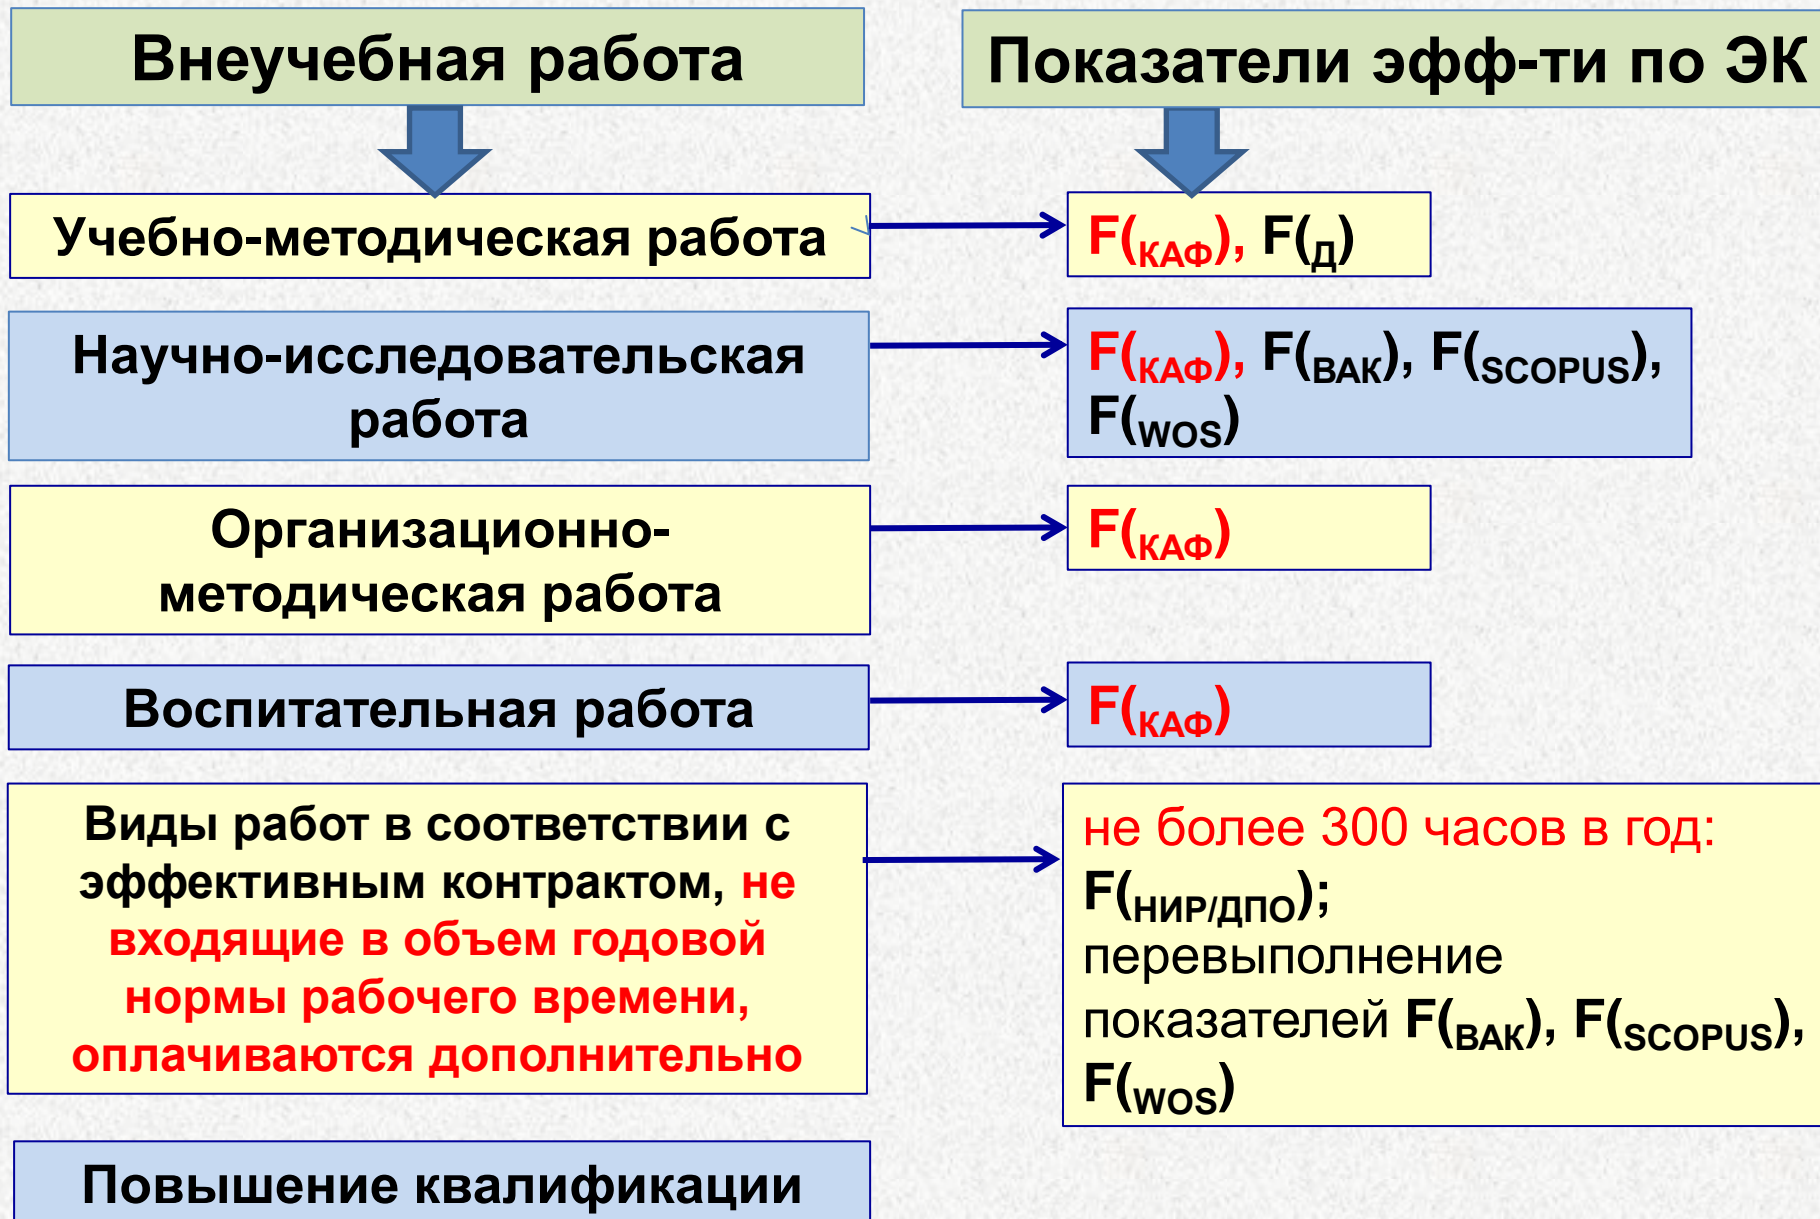 Внеучебная работа
Показатели эфф-ти по ЭК
Учебно-методическая работа
F(КАФ), F(Д)
Научно-исследовательская
работа
F(КАФ), F(ВАК), F(SCOPUS),
F(WOS)
Организационно-
методическая работа
F(КАФ)
Воспитательная работа
F(КАФ)
Виды работ в соответствии с
эффективным контрактом, не
входящие в объем годовой
нормы рабочего времени,
оплачиваются дополнительно
не более 300 часов в год:
F(НИР/ДПО);
перевыполнение
показателей F(ВАК), F(SCOPUS),
F(WOS)
Повышение квалификации